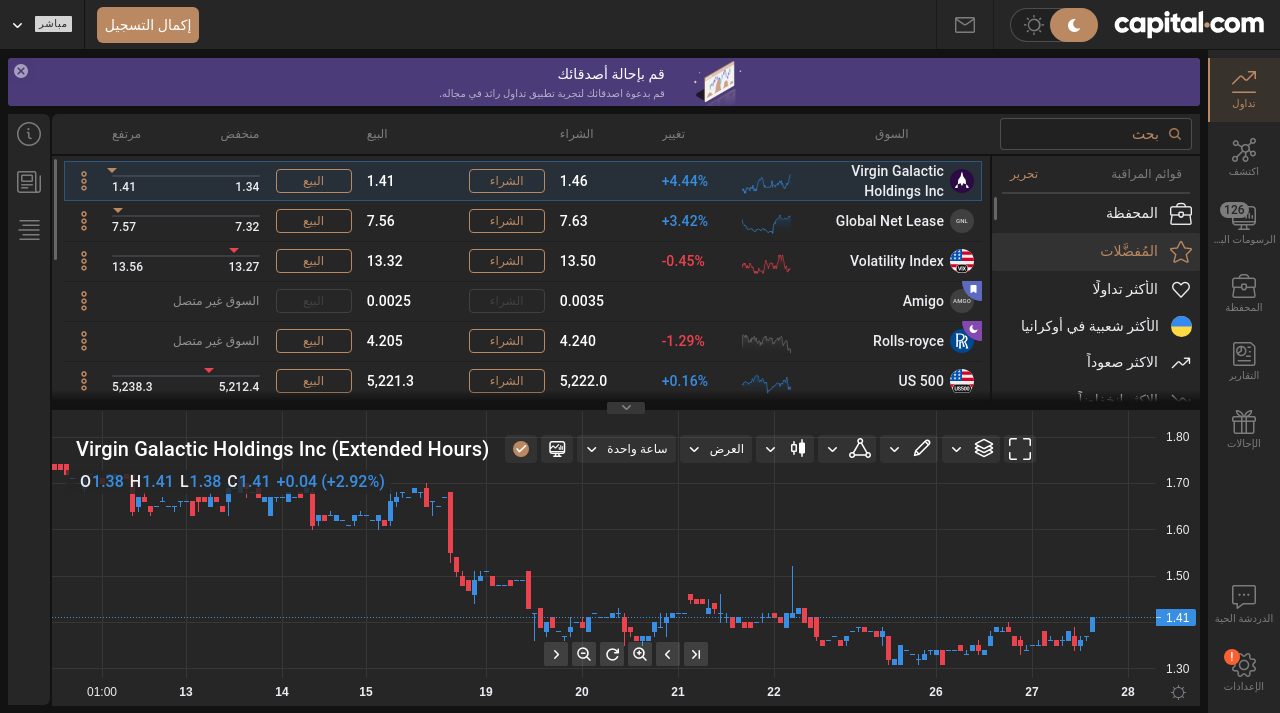 capital.com
إكمال التسجيل
مباشر
قم بإحالة أصدقائك
قم بدعوة اصدقائك لتجربة تطبيق تداول رائد في مجاله.
تداول
اكتشف
126
الرسومات البـ...
المحفظة
التقارير
الإحالات
الدردشة الحية
!
الإعدادات
بحث
قوائم المراقبة
تحرير
المحفظة
المُفضَّلات
الأكثر تداولًا
الأكثر شعبية في أوكرانيا
الاكثر صعوداً
الاكثر انخفاضاً
السوق تغيير الشراء البيع منخفض مرتفع
Virgin Galactic Holdings Inc +4.44% 1.46 الشراء 1.41 البيع 1.34 1.41
GNL Global Net Lease +3.42% 7.63 الشراء 7.56 البيع 7.32 7.57
VIX Volatility Index -0.45% 13.50 الشراء 13.32 البيع 13.27 13.56
AMIGO Amigo 0.0035 الشراء 0.0025 البيع السوق غير متصل
Rolls-royce -1.29% 4.240 الشراء 4.205 البيع السوق غير متصل
US500 US 500 +0.16% 5,222.0 الشراء 5,221.3 البيع 5,212.4 5,238.3
Virgin Galactic Holdings Inc (Extended Hours)
ساعة واحدة
العرض
O1.38 H1.41 L1.38 C1.41 +0.04 (+2.92%)
1.80
1.70
1.60
1.50
1.41
1.30
01:00 13 14 15 19 20 21 22 26 27 28